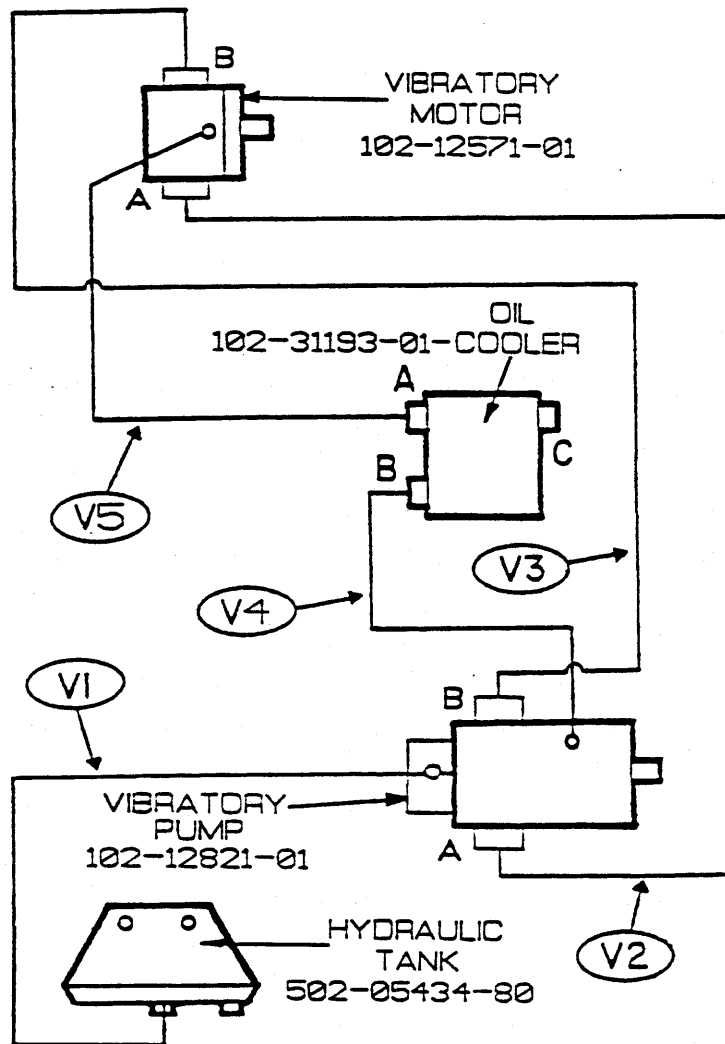 B
VIBRATORY
MOTOR
102-12571-01
A
OIL
102-31193-01-COOLER
A
B
C
V5
V3
V4
V1
B
VIBRATORY
PUMP
102-12821-01
A
HYDRAULIC
TANK
502-05434-80
V2